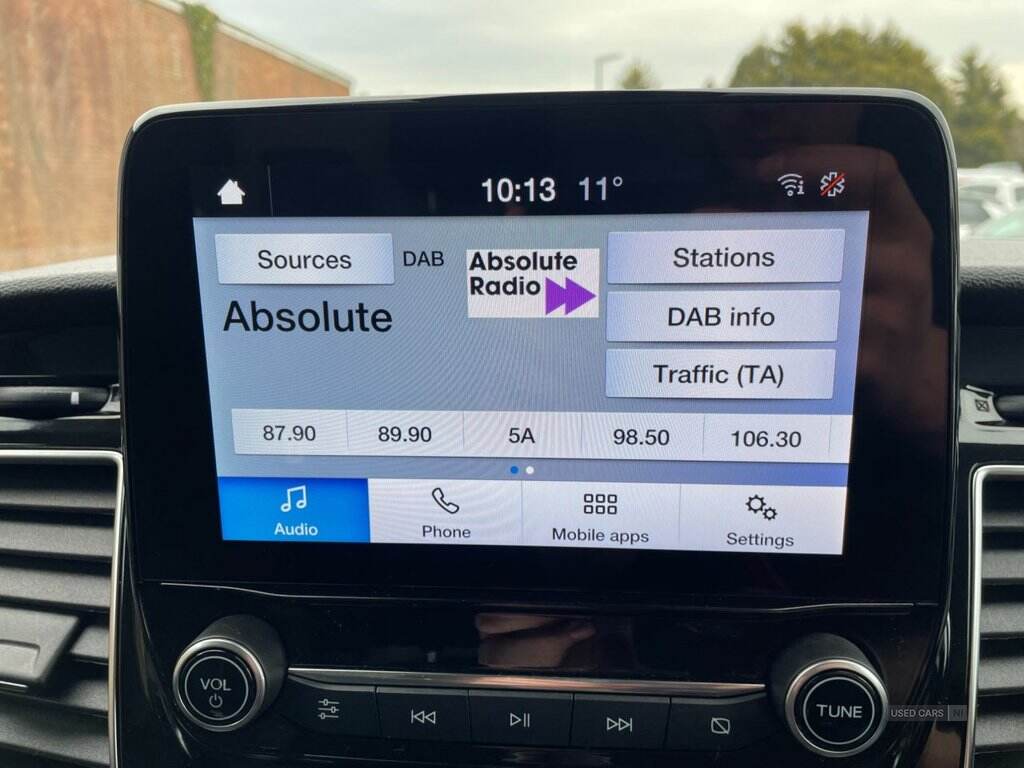 10:13 11°
Sources DAB
Absolute
Radio
Absolute
Stations
DAB info
Traffic (TA)
87.90 89.90 5A 98.50 106.30
Audio Phone Mobile apps Settings
VOL
TUNE
USED CARS NI